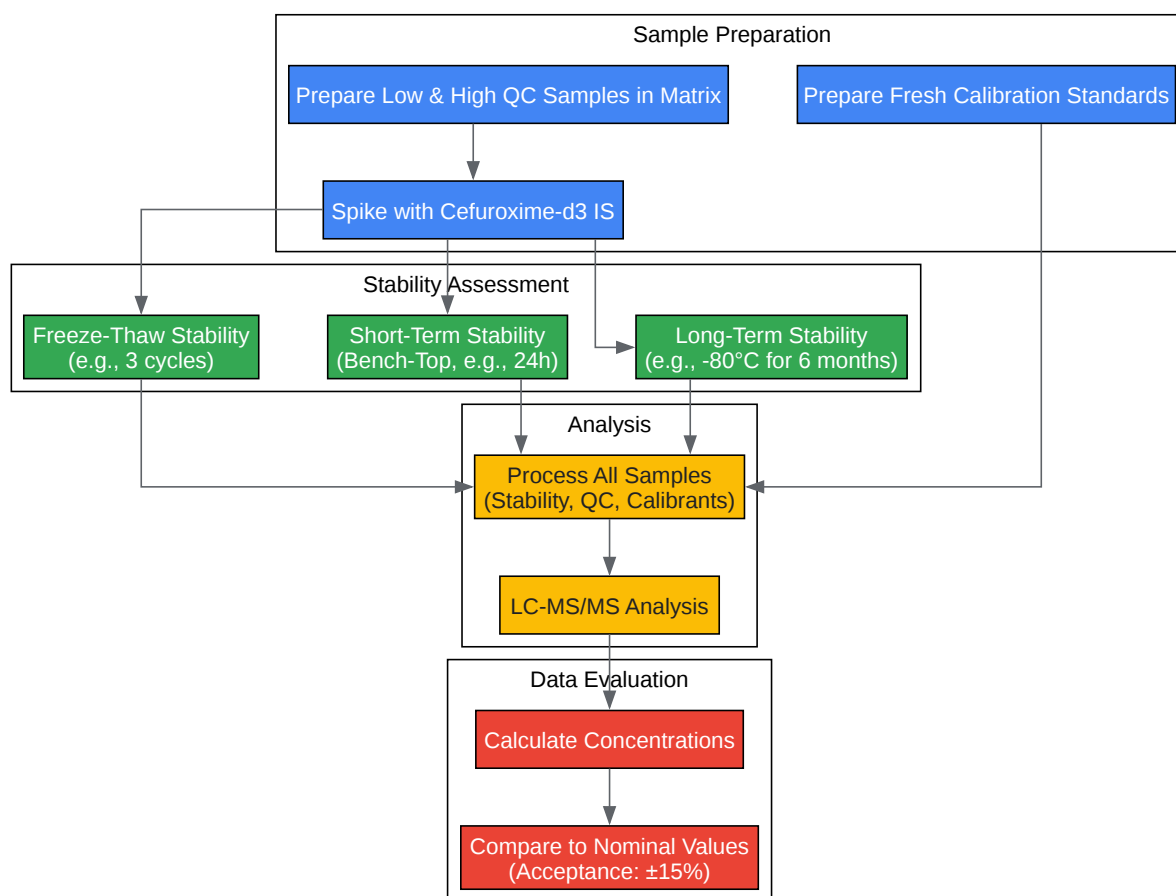 Sample Preparation
Prepare Low & High QC Samples in Matrix
Prepare Fresh Calibration Standards
Spike with Cefuroxime-d3 IS
Stability Assessment
Freeze-Thaw Stability
(e.g., 3 cycles)
Short-Term Stability
(Bench-Top, e.g., 24h)
Long-Term Stability
(e.g., -80°C for 6 months)
Analysis
Process All Samples
(Stability, QC, Calibrants)
LC-MS/MS Analysis
Data Evaluation
Calculate Concentrations
Compare to Nominal Values
(Acceptance: ±15%)